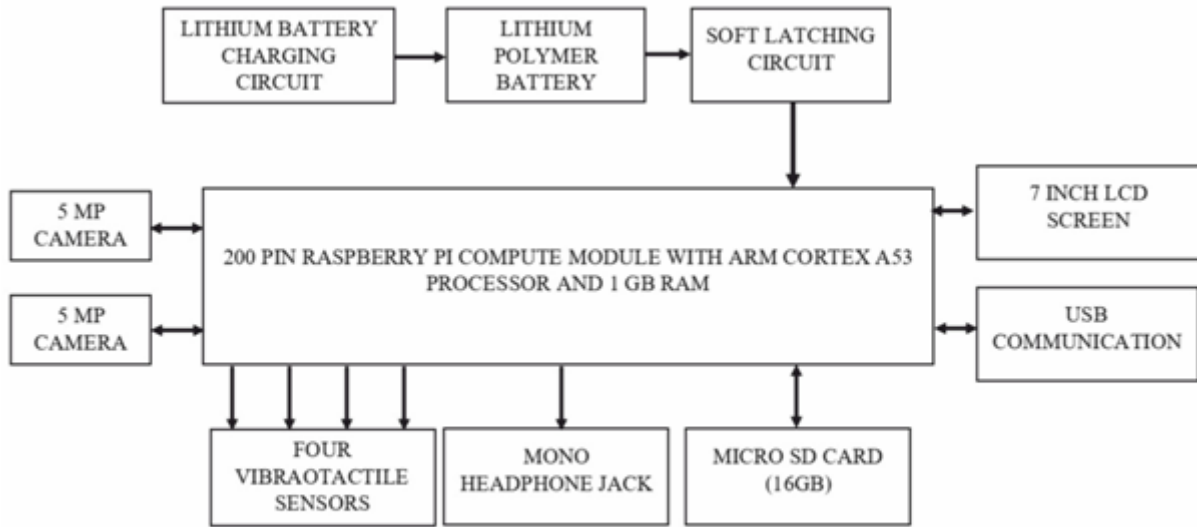 LITHIUM BATTERY
CHARGING
CIRCUIT
LITHIUM
POLYMER
BATTERY
SOFT LATCHING
CIRCUIT
5 MP
CAMERA
200 PIN RASPBERRY PI COMPUTE MODULE WITH ARM CORTEX A53
PROCESSOR AND 1 GB RAM
7 INCH LCD
SCREEN
5 MP
CAMERA
USB
COMMUNICATION
FOUR
VIBRAOTACTILE
SENSORS
MONO
HEADPHONE JACK
MICRO SD CARD
(16GB)